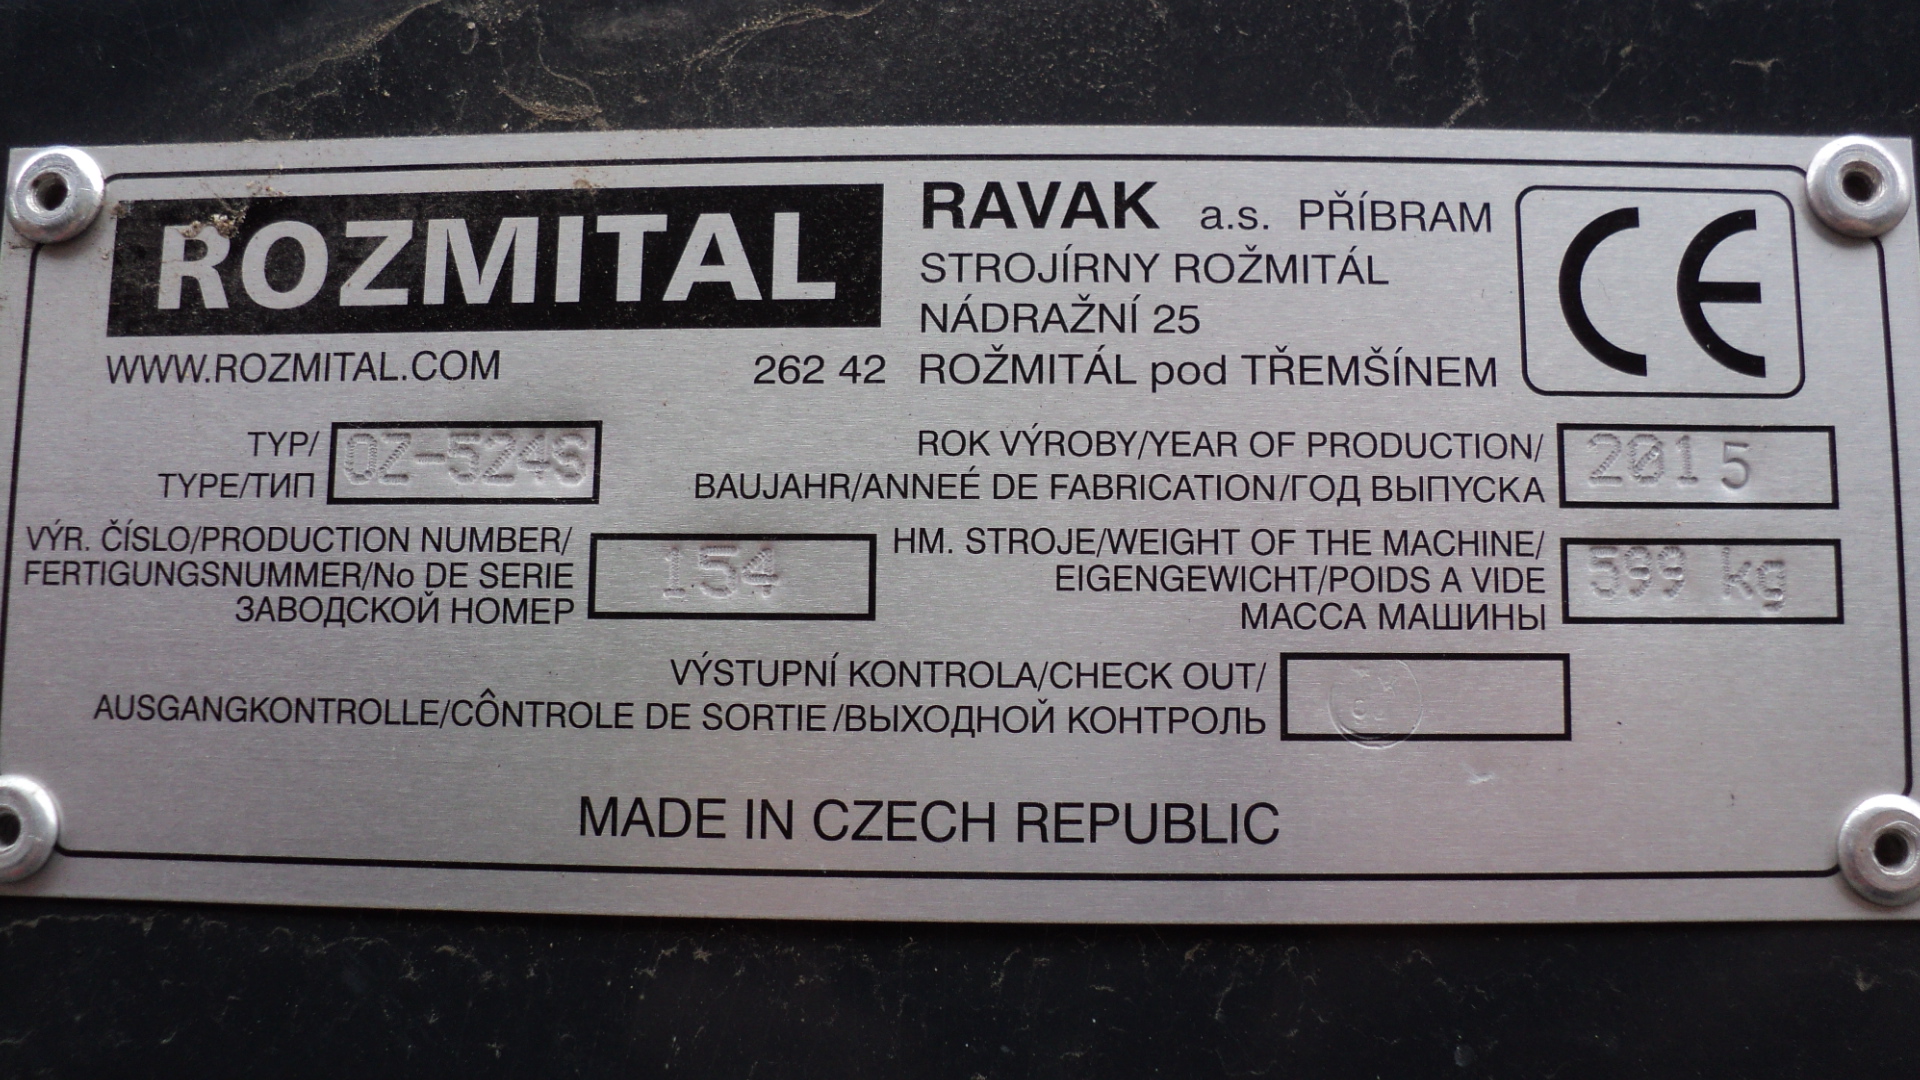 ROZMITAL
RAVAK a.s. PŘÍBRAM
STROJÍRNY ROŽMITÁL
NÁDRAŽNÍ 25
WWW.ROZMITAL.COM 262 42 ROŽMITÁL pod TŘEMŠÍNEM
CE
TYP/
TYPE/ТИП
OZ-524S
ROK VÝROBY/YEAR OF PRODUCTION/
BAUJAHR/ANNEÉ DE FABRICATION/ГОД ВЫПУСКА
2015
VÝR. ČÍSLO/PRODUCTION NUMBER/
FERTIGUNGSNUMMER/No DE SERIE
ЗАВОДСКОЙ НОМЕР
154
HM. STROJE/WEIGHT OF THE MACHINE/
EIGENGEWICHT/POIDS A VIDE
МАССА МАШИНЫ
599 kg
VÝSTUPNÍ KONTROLA/CHECK OUT/
AUSGANGKONTROLLE/CÔNTROLE DE SORTIE/ВЫХОДНОЙ КОНТРОЛЬ
MADE IN CZECH REPUBLIC